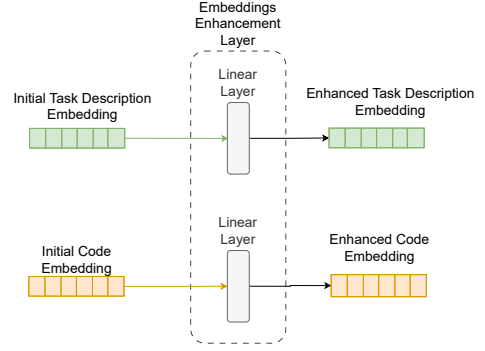 Embeddings
Enhancement
Layer
Linear
Layer
Initial Task Description
Embedding
Enhanced Task Description
Embedding
Linear
Layer
Initial Code
Embedding
Enhanced Code
Embedding